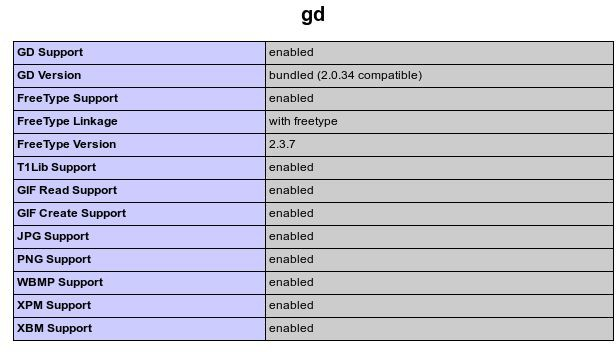 gd
GD Support enabled
GD Version bundled (2.0.34 compatible)
FreeType Support enabled
FreeType Linkage with freetype
FreeType Version 2.3.7
T1Lib Support enabled
GIF Read Support enabled
GIF Create Support enabled
JPG Support enabled
PNG Support enabled
WBMP Support enabled
XPM Support enabled
XBM Support enabled